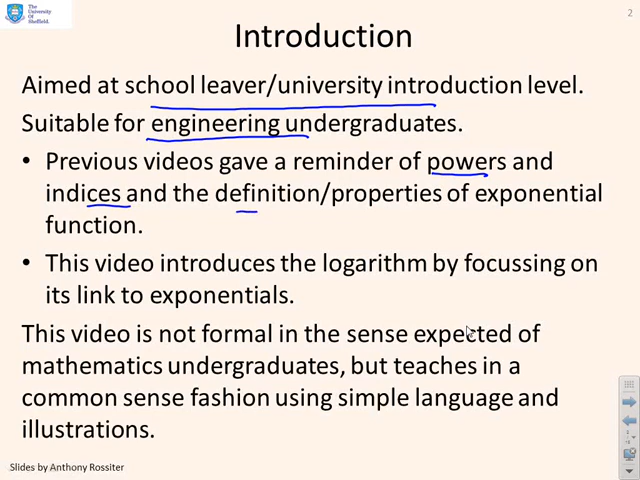 The
University
Of
Sheffield.
2
Introduction
Aimed at school leaver/university introduction level.
Suitable for engineering undergraduates.
• Previous videos gave a reminder of powers and
indices and the definition/properties of exponential
function.
• This video introduces the logarithm by focussing on
its link to exponentials.
This video is not formal in the sense expected of
mathematics undergraduates, but teaches in a
common sense fashion using simple language and
illustrations.
Slides by Anthony Rossiter